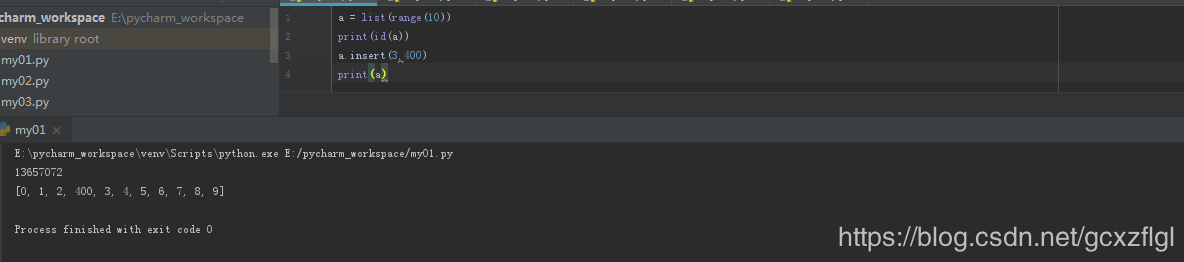 charm_workspace E:\pycharm_workspace
venv library root
my01.py
my02.py
my03.py
1 a = list(range(10))
2 print(id(a))
3 a.insert(3,400)
4 print(a)
my01 ×
E:\pycharm_workspace\venv\Scripts\python.exe E:/pycharm_workspace/my01.py
13657072
[0, 1, 2, 400, 3, 4, 5, 6, 7, 8, 9]
Process finished with exit code 0
https://blog.csdn.net/gcxzflgl